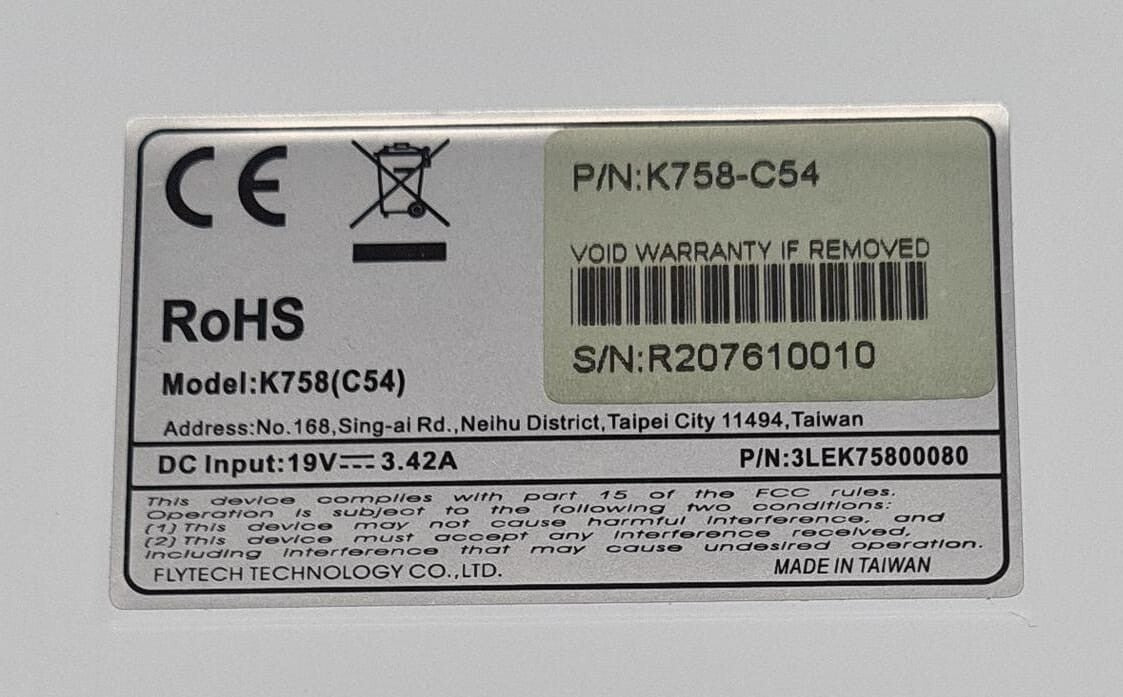 CE
P/N:K758-C54
VOID WARRANTY IF REMOVED
S/N:R207610010
RoHS
Model:K758(C54)
Address:No.168,Sing-ai Rd.,Neihu District,Taipei City 11494,Taiwan
DC Input:19V⎓3.42A P/N:3LEK75800080
This device complies with part 15 of the FCC rules.
Operation is subject to the following two conditions:
(1) This device may not cause harmful interference, and
(2) This device must accept any interference received,
including interference that may cause undesired operation.
FLYTECH TECHNOLOGY CO.,LTD. MADE IN TAIWAN